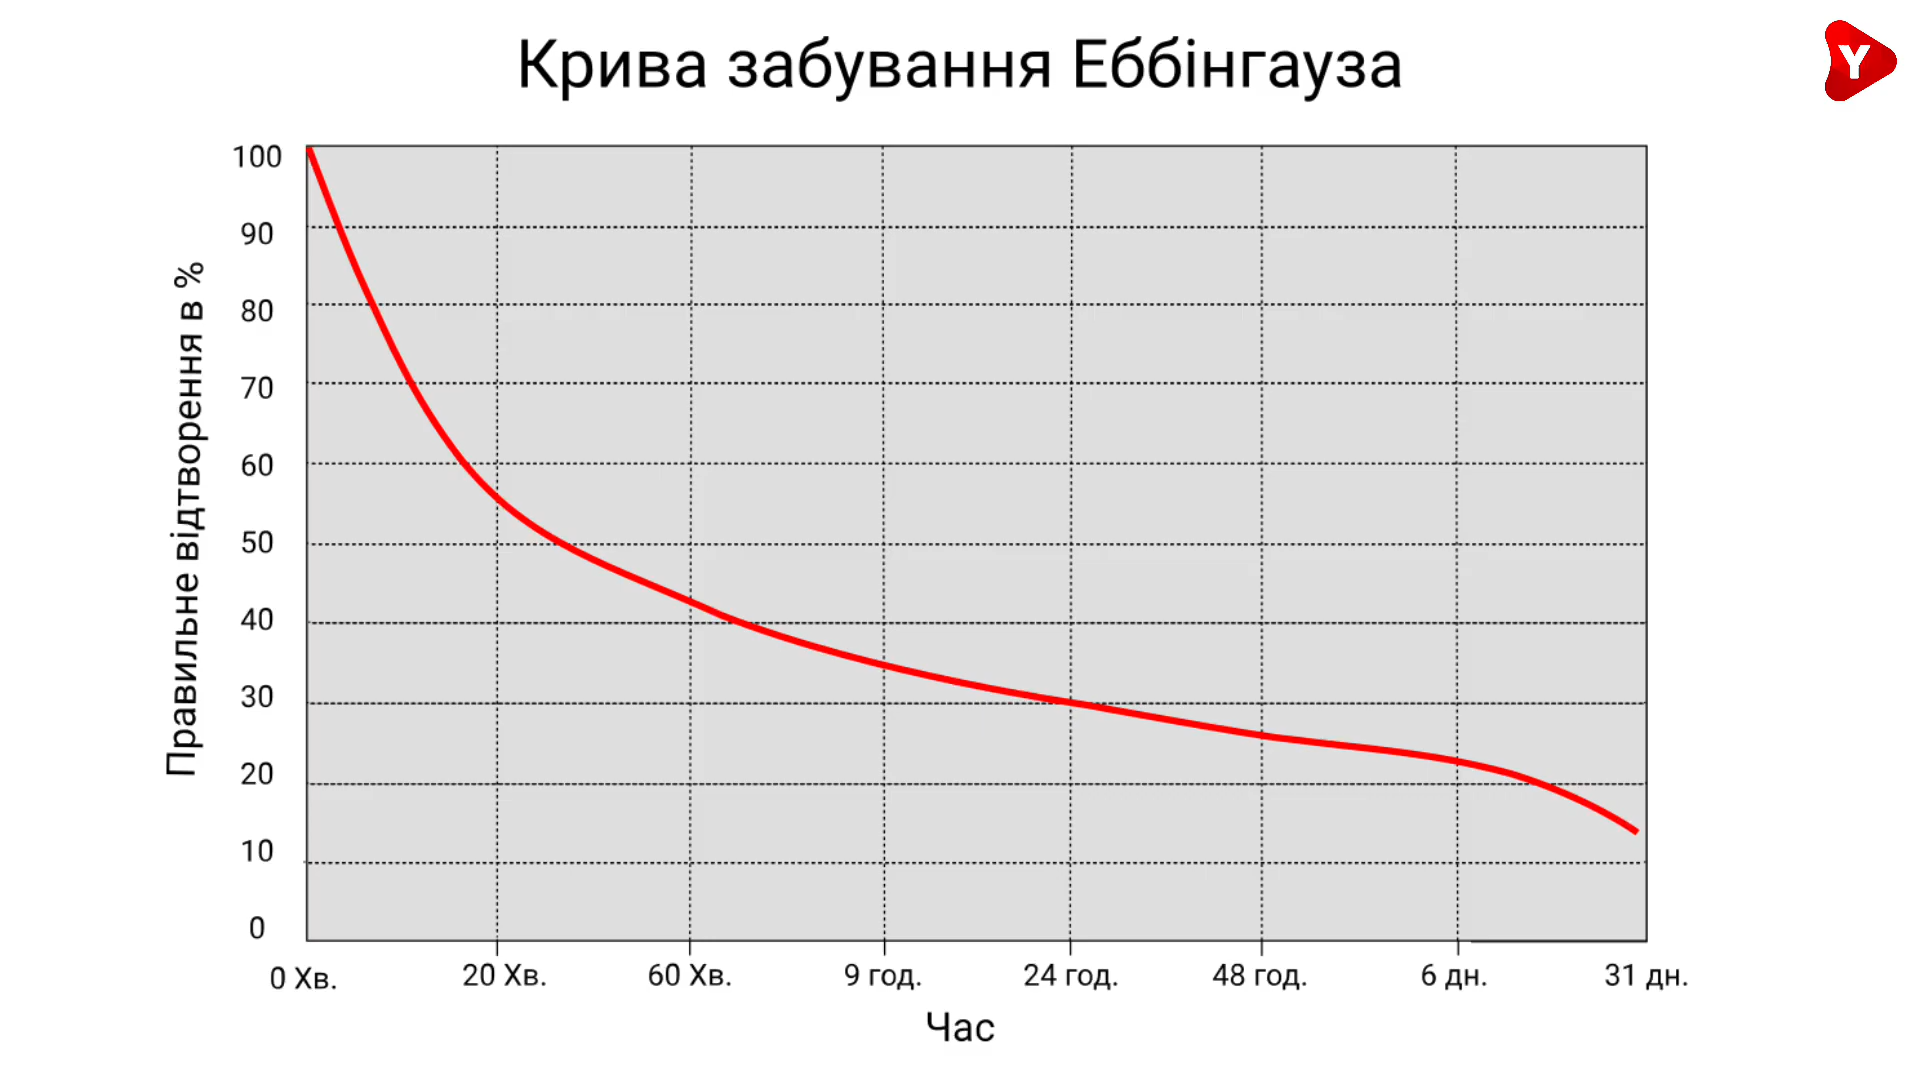 Крива забування Еббінгауза
Y
Правильне відтворення в %
100
90
80
70
60
50
40
30
20
10
0
0 Хв. 20 Хв. 60 Хв. 9 год. 24 год. 48 год. 6 дн. 31 дн.
Час